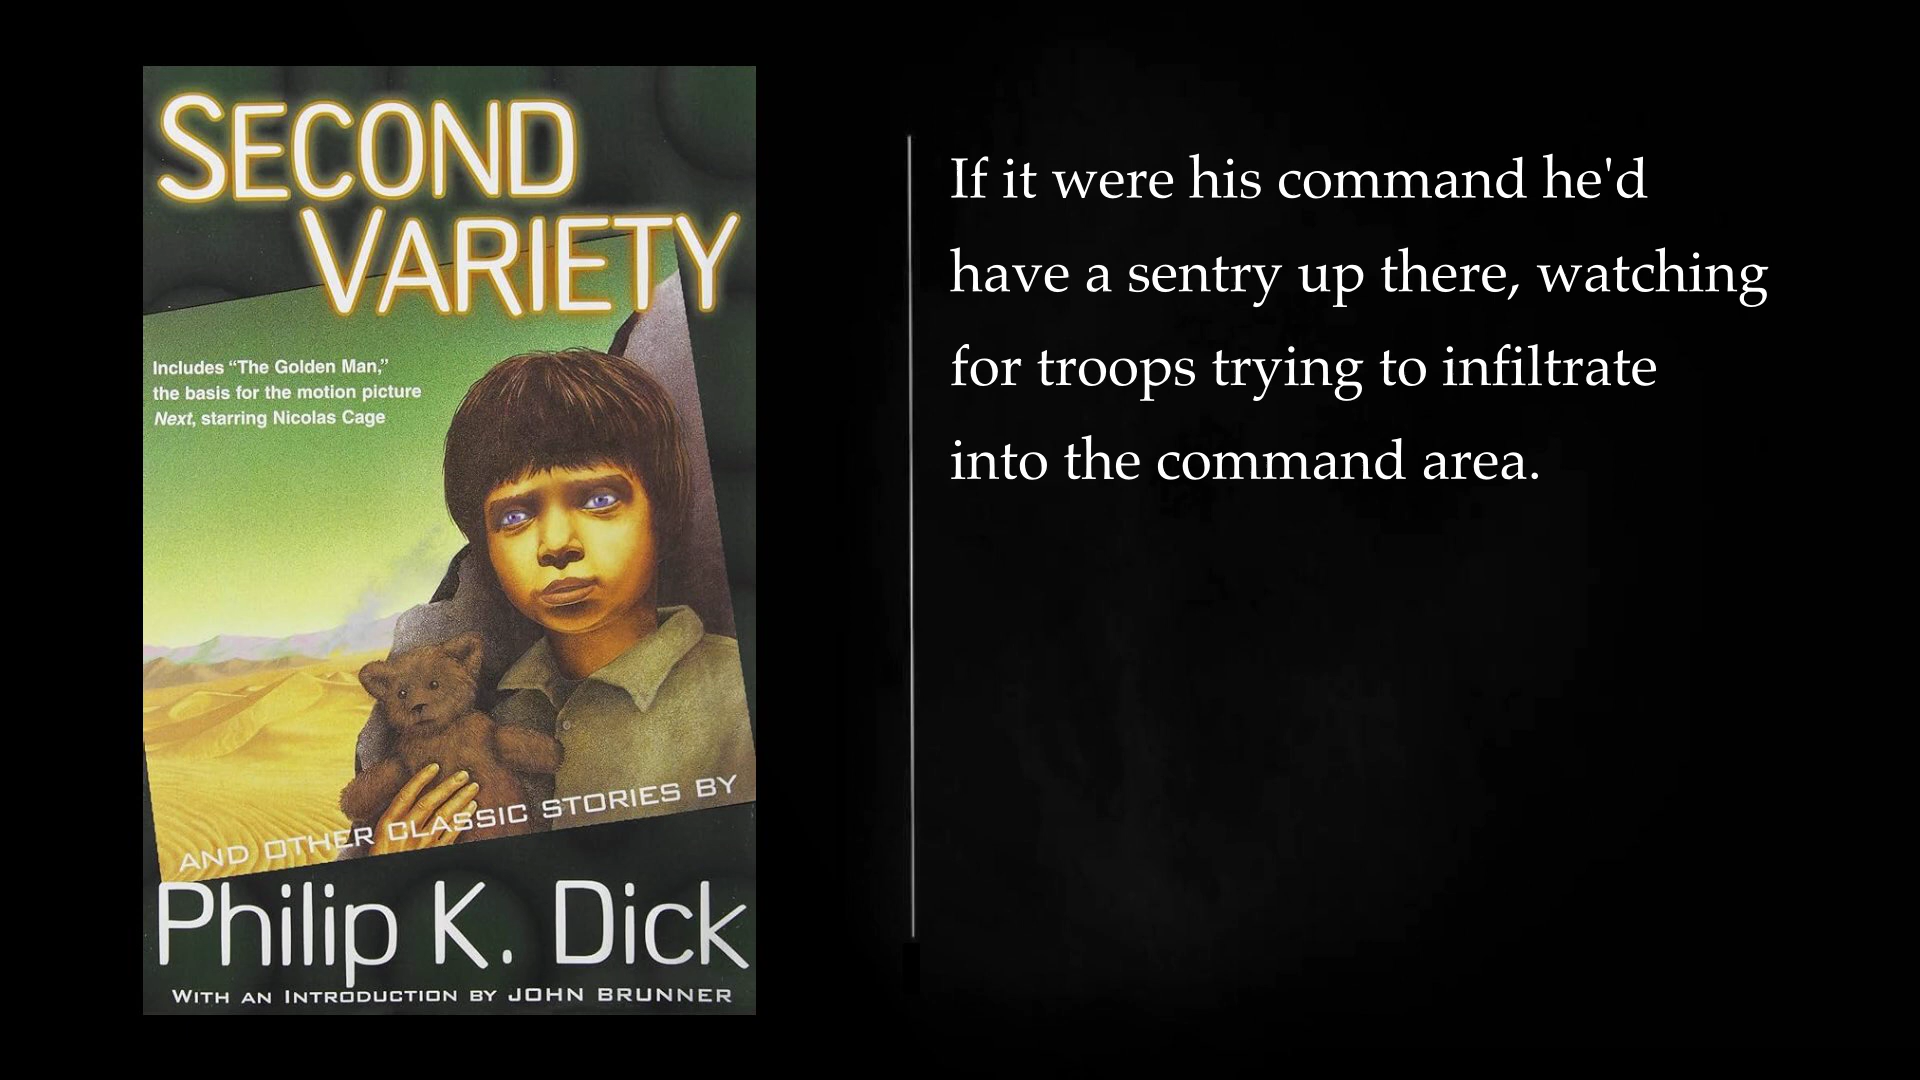 SECOND
VARIETY
Includes “The Golden Man,”
the basis for the motion picture
Next, starring Nicolas Cage
AND OTHER CLASSIC STORIES BY
Philip K. Dick
WITH AN INTRODUCTION BY JOHN BRUNNER
If it were his command he'd
have a sentry up there, watching
for troops trying to infiltrate
into the command area.